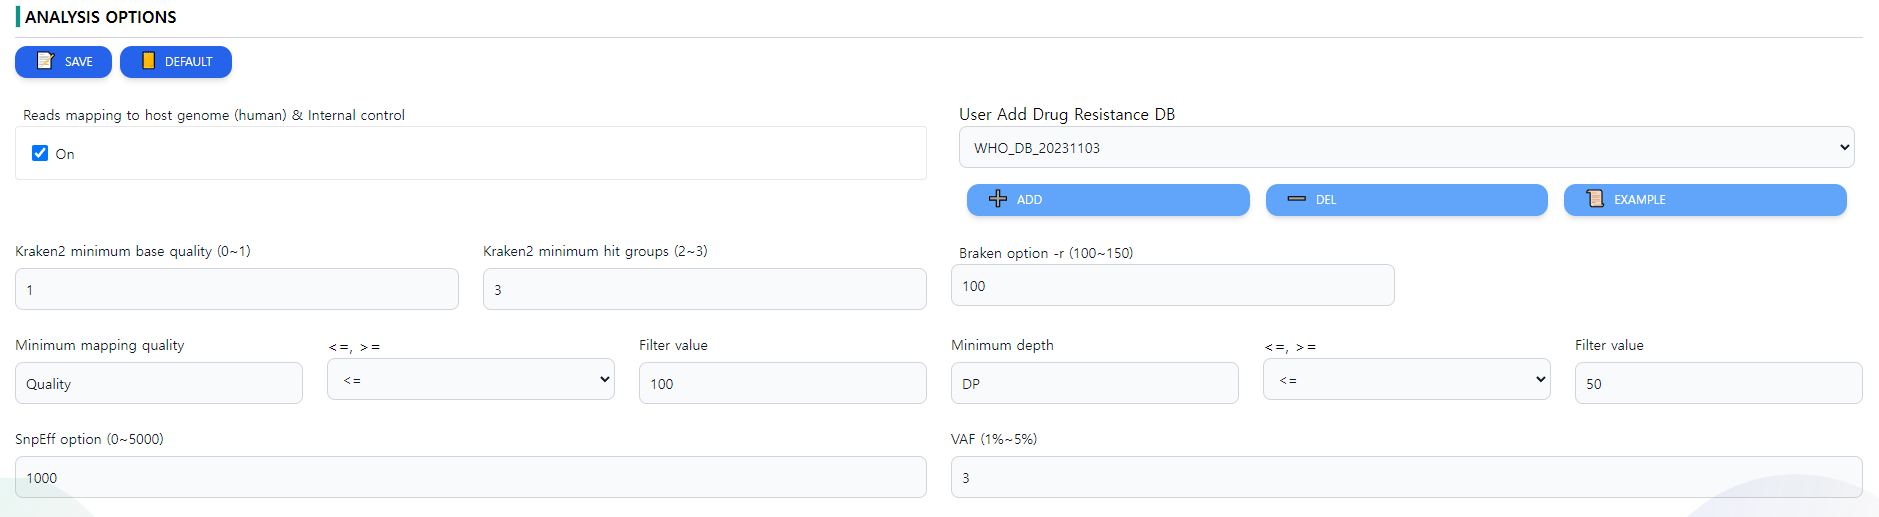 ANALYSIS OPTIONS
SAVE
DEFAULT
Reads mapping to host genome (human) & Internal control
On
User Add Drug Resistance DB
WHO_DB_20231103
ADD
DEL
EXAMPLE
Kraken2 minimum base quality (0~1)
1
Kraken2 minimum hit groups (2~3)
3
Braken option -r (100~150)
100
Minimum mapping quality
Quality
<=, >=
<=
Filter value
100
Minimum depth
DP
<=, >=
<=
Filter value
50
SnpEff option (0~5000)
1000
VAF (1%~5%)
3